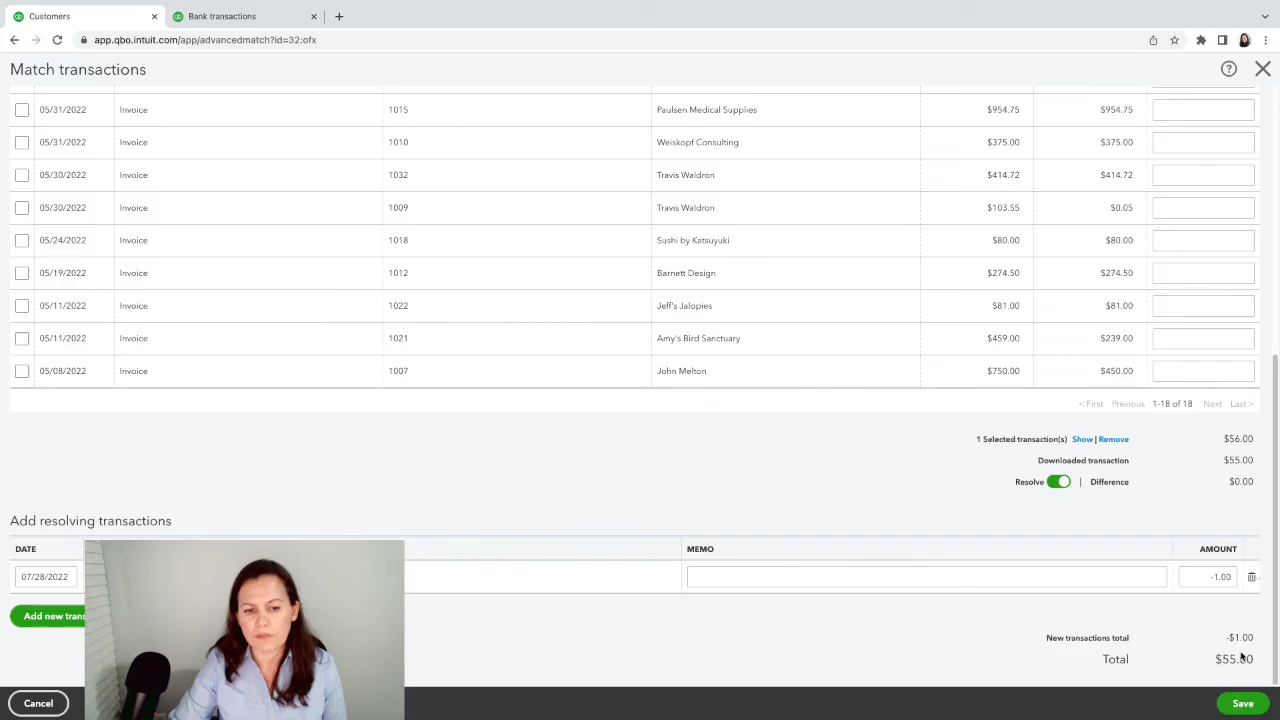 Customers
Bank transactions
app.qbo.intuit.com/app/advancedmatch?id=32:ofx
Match transactions
05/31/2022 Invoice 1015 Paulsen Medical Supplies $954.75 $954.75
05/31/2022 Invoice 1010 Weiskopf Consulting $375.00 $375.00
05/30/2022 Invoice 1032 Travis Waldron $414.72 $414.72
05/30/2022 Invoice 1009 Travis Waldron $103.55 $0.05
05/24/2022 Invoice 1018 Sushi by Katsuyuki $80.00 $80.00
05/19/2022 Invoice 1012 Barnett Design $274.50 $274.50
05/11/2022 Invoice 1022 Jeff's Jalopies $81.00 $81.00
05/11/2022 Invoice 1021 Amy's Bird Sanctuary $459.00 $239.00
05/08/2022 Invoice 1007 John Melton $750.00 $450.00
< First Previous 1-18 of 18 Next Last >
1 Selected transaction(s) Show | Remove $56.00
Downloaded transaction $55.00
Resolve | Difference $0.00
Add resolving transactions
DATE MEMO AMOUNT
07/28/2022 -1.00
Add new tran
New transactions total -$1.00
Total $55.00
Cancel
Save